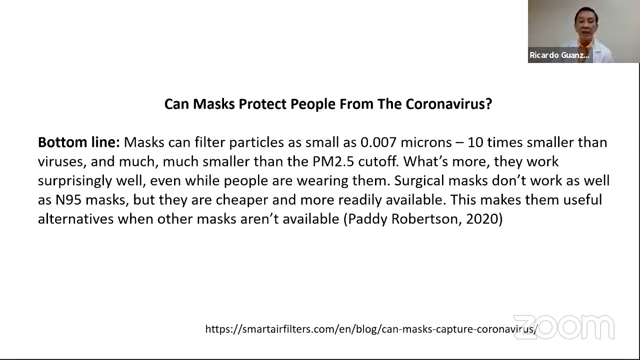 Ricardo Guanz...
Can Masks Protect People From The Coronavirus?
Bottom line: Masks can filter particles as small as 0.007 microns – 10 times smaller than
viruses, and much, much smaller than the PM2.5 cutoff. What's more, they work
surprisingly well, even while people are wearing them. Surgical masks don't work as well
as N95 masks, but they are cheaper and more readily available. This makes them useful
alternatives when other masks aren't available (Paddy Robertson, 2020)
https://smartairfilters.com/en/blog/can-masks-capture-coronavirus/
zoom